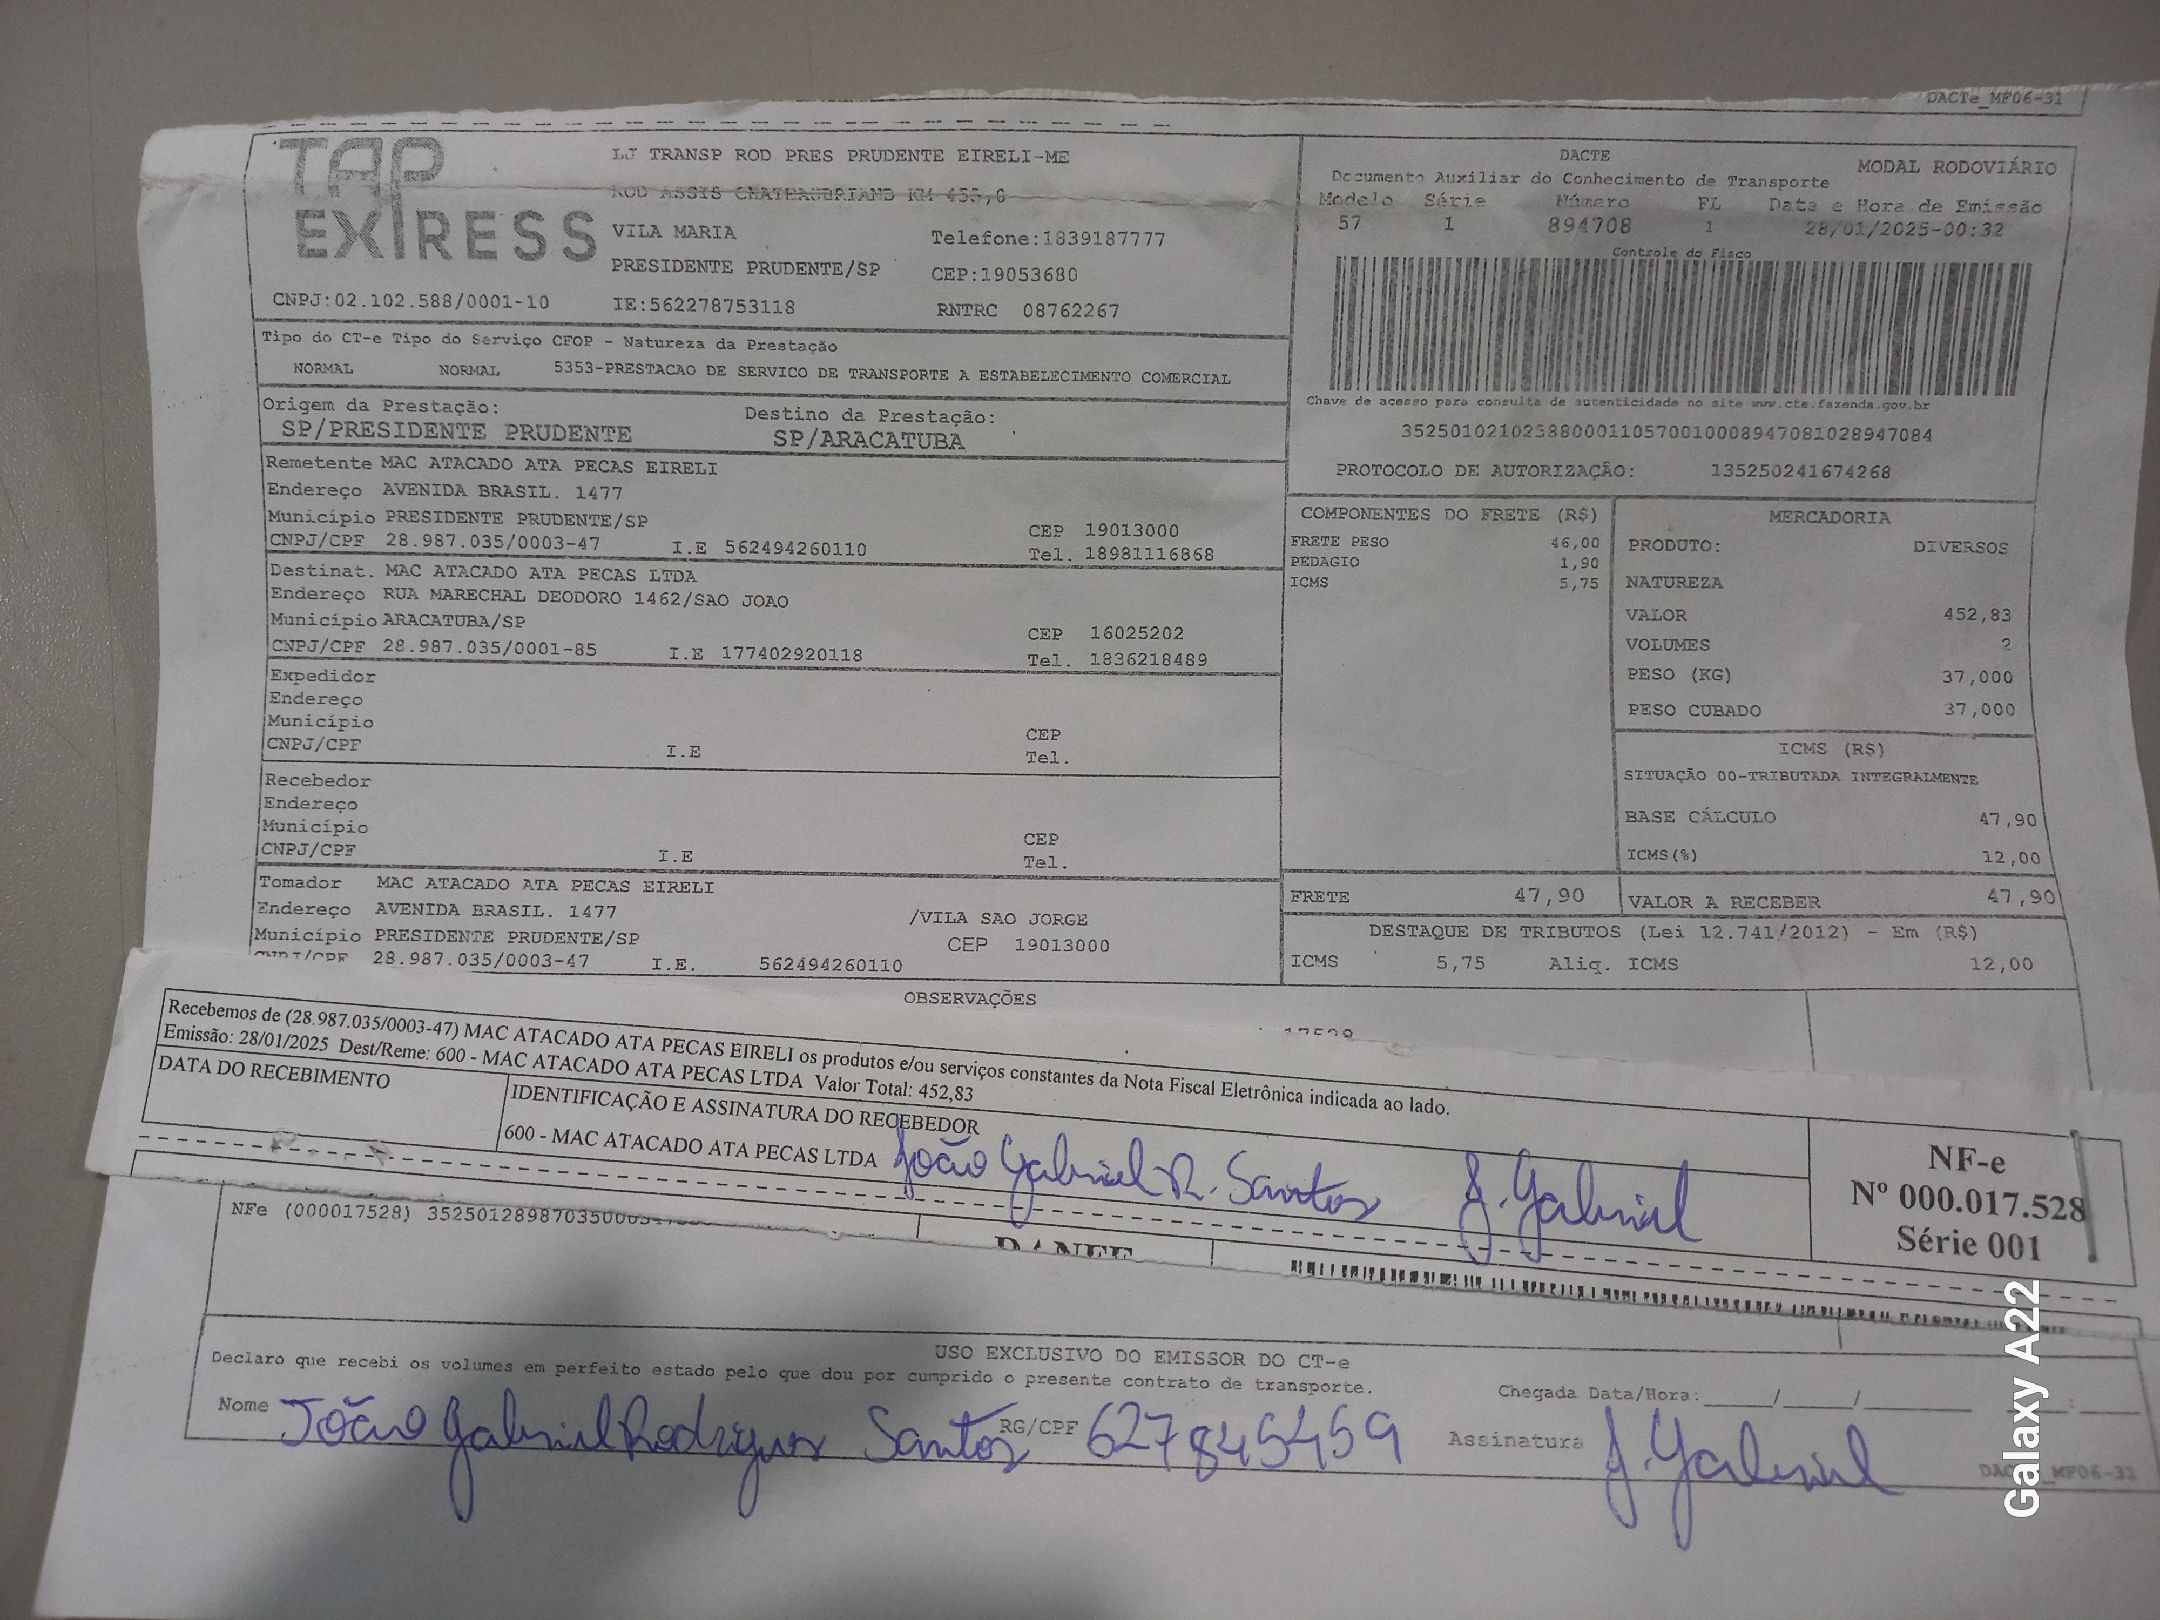 DACTe_MF06-31
TAP EXPRESS
LJ TRANSP ROD PRES PRUDENTE EIRELI-ME
ROD ASSIS CHATEAUBRIAND KM 455,6
VILA MARIA Telefone:1839187777
PRESIDENTE PRUDENTE/SP CEP:19053680
CNPJ:02.102.588/0001-10 IE:562278753118 RNTRC 08762267
DACTE MODAL RODOVIÁRIO
Documento Auxiliar do Conhecimento de Transporte
Modelo Série Número FL Data e Hora de Emissão
57 1 894708 1 28/01/2025-00:32
Controle do Fisco
Chave de acesso para consulta de autenticidade no site www.cte.fazenda.gov.br
35250102102588000110570010008947081028947084
PROTOCOLO DE AUTORIZAÇÃO: 135250241674268
Tipo do CT-e Tipo do Serviço CFOP - Natureza da Prestação
NORMAL NORMAL 5353-PRESTACAO DE SERVICO DE TRANSPORTE A ESTABELECIMENTO COMERCIAL
Origem da Prestação: Destino da Prestação:
SP/PRESIDENTE PRUDENTE SP/ARACATUBA
Remetente MAC ATACADO ATA PECAS EIRELI
Endereço AVENIDA BRASIL. 1477
Município PRESIDENTE PRUDENTE/SP CEP 19013000
CNPJ/CPF 28.987.035/0003-47 I.E 562494260110 Tel. 18981116868
Destinat. MAC ATACADO ATA PECAS LTDA
Endereço RUA MARECHAL DEODORO 1462/SAO JOAO
Município ARACATUBA/SP CEP 16025202
CNPJ/CPF 28.987.035/0001-85 I.E 177402920118 Tel. 1836218489
Expedidor
Endereço
Município CEP
CNPJ/CPF I.E Tel.
Recebedor
Endereço
Município CEP
CNPJ/CPF I.E Tel.
Tomador MAC ATACADO ATA PECAS EIRELI
Endereço AVENIDA BRASIL. 1477 /VILA SAO JORGE
Município PRESIDENTE PRUDENTE/SP CEP 19013000
CNPJ/CPF 28.987.035/0003-47 I.E. 562494260110
COMPONENTES DO FRETE (R$)
FRETE PESO 46,00
PEDAGIO 1,90
ICMS 5,75
MERCADORIA
PRODUTO: DIVERSOS
NATUREZA
VALOR 452,83
VOLUMES 2
PESO (KG) 37,000
PESO CUBADO 37,000
ICMS (R$)
SITUAÇÃO 00-TRIBUTADA INTEGRALMENTE
BASE CÁLCULO 47,90
ICMS(%) 12,00
FRETE 47,90 VALOR A RECEBER 47,90
DESTAQUE DE TRIBUTOS (Lei 12.741/2012) - Em (R$)
ICMS 5,75 Aliq. ICMS 12,00
OBSERVAÇÕES
Recebemos de (28.987.035/0003-47) MAC ATACADO ATA PECAS EIRELI os produtos e/ou serviços constantes da Nota Fiscal Eletrônica indicada ao lado.
Emissão: 28/01/2025 Dest/Reme: 600 - MAC ATACADO ATA PECAS LTDA Valor Total: 452,83
DATA DO RECEBIMENTO IDENTIFICAÇÃO E ASSINATURA DO RECEBEDOR
600 - MAC ATACADO ATA PECAS LTDA João Gabriel R. Santos J. Gabriel
NF-e
Nº 000.017.528
Série 001
NFe (000017528)
DANFE
USO EXCLUSIVO DO EMISSOR DO CT-e
Declaro que recebi os volumes em perfeito estado pelo que dou por cumprido o presente contrato de transporte.
Chegada Data/Hora:____/____/______ __:__
Nome João Gabriel Rodrigues Santos RG/CPF 627845459 Assinatura J. Gabriel
Galaxy A22